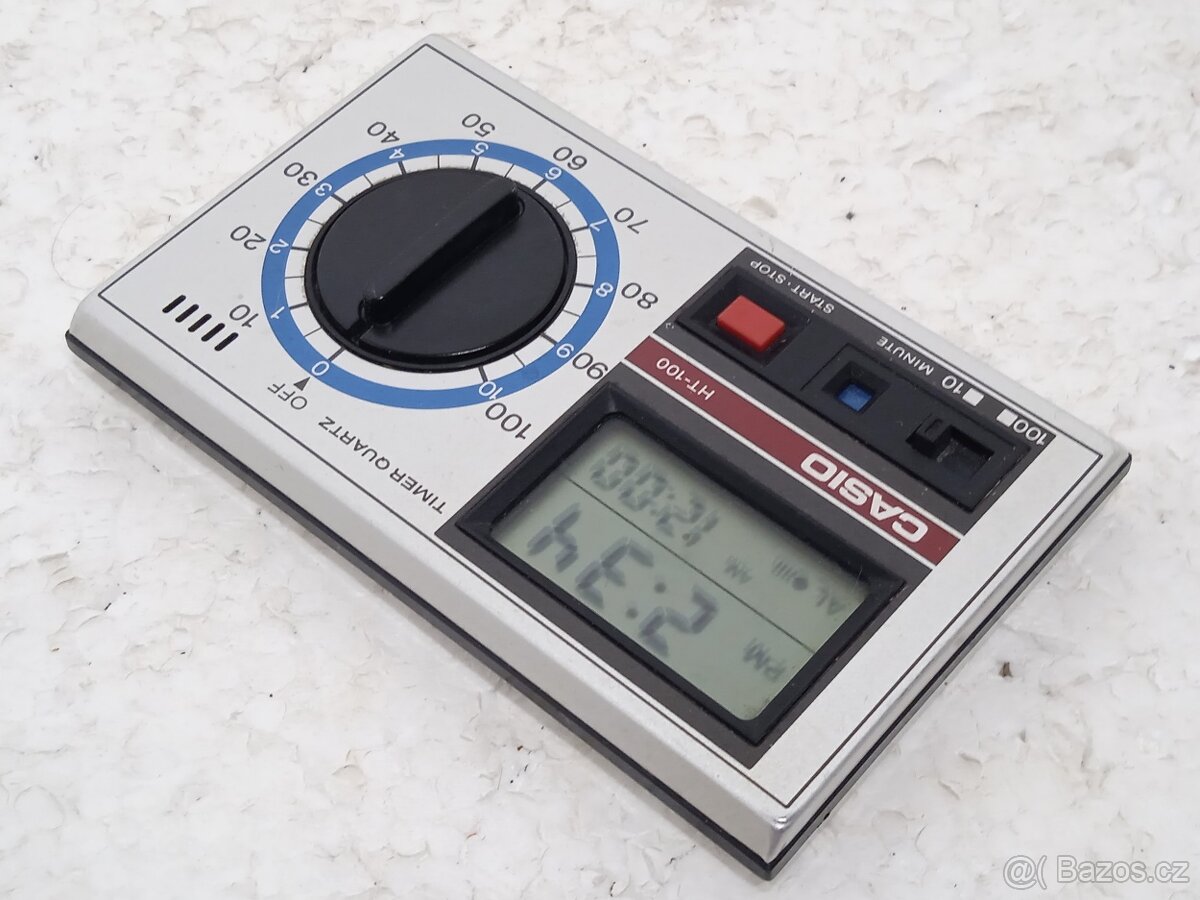 PM 2:34
AL AM 12:00
CASIO HT-100
100
10 MINUTE
START·STOP
TIMER QUARTZ
OFF
0
1
2
3
4
5
6
7
8
9
10
10
20
30
40
50
60
70
80
90
100
@( Bazos.cz